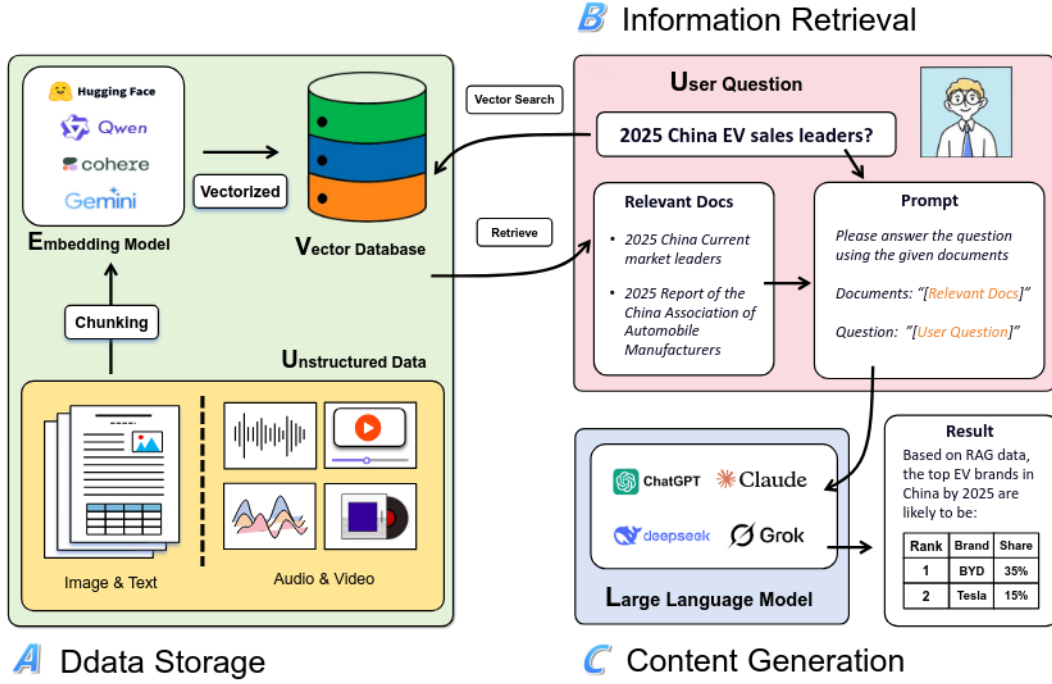 B Information Retrieval
Hugging Face
Qwen
cohere
Gemini
Embedding Model
Vectorized
Vector Database
Chunking
Unstructured Data
Image & Text
Audio & Video
A Ddata Storage
Vector Search
Retrieve
User Question
2025 China EV sales leaders?
Relevant Docs
• 2025 China Current
market leaders
• 2025 Report of the
China Association of
Automobile
Manufacturers
Prompt
Please answer the question
using the given documents
Documents: “[Relevant Docs]”
Question: “[User Question]”
ChatGPT
Claude
deepseek
Grok
Large Language Model
Result
Based on RAG data,
the top EV brands in
China by 2025 are
likely to be:
Rank Brand Share
1 BYD 35%
2 Tesla 15%
C Content Generation